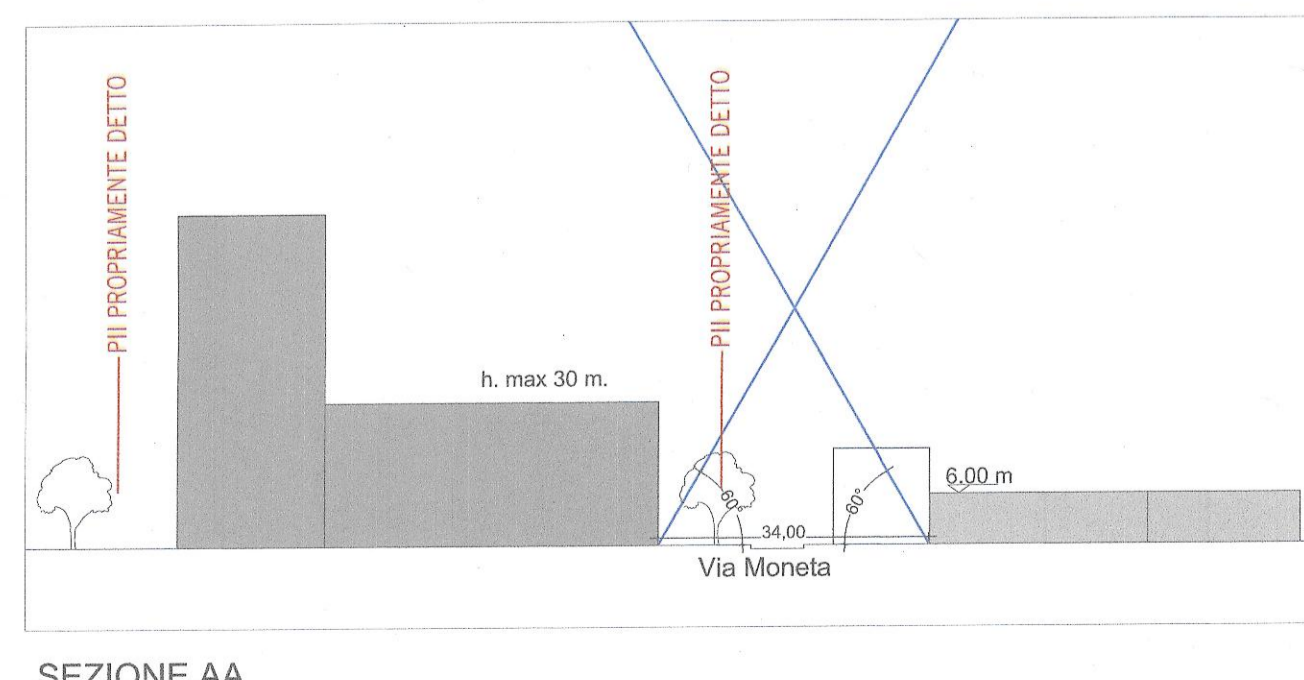 PII PROPRIAMENTE DETTO
PII PROPRIAMENTE DETTO
h. max 30 m.
6.00 m
60°
60°
34,00
Via Moneta
SEZIONE AA